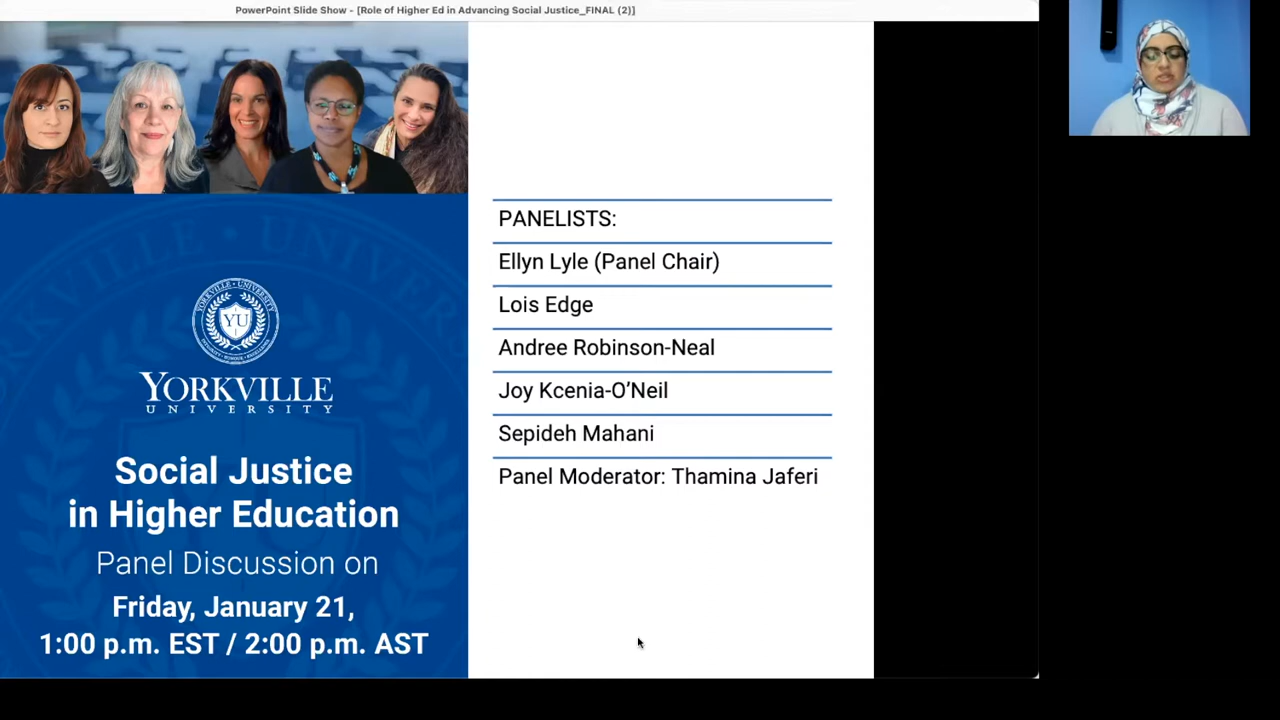 PowerPoint Slide Show - [Role of Higher Ed in Advancing Social Justice_FINAL (2)]
YORKVILLE UNIVERSITY
YU
YORKVILLE
UNIVERSITY
Social Justice
in Higher Education
Panel Discussion on
Friday, January 21,
1:00 p.m. EST / 2:00 p.m. AST
PANELISTS:
Ellyn Lyle (Panel Chair)
Lois Edge
Andree Robinson-Neal
Joy Kcenia-O’Neil
Sepideh Mahani
Panel Moderator: Thamina Jaferi